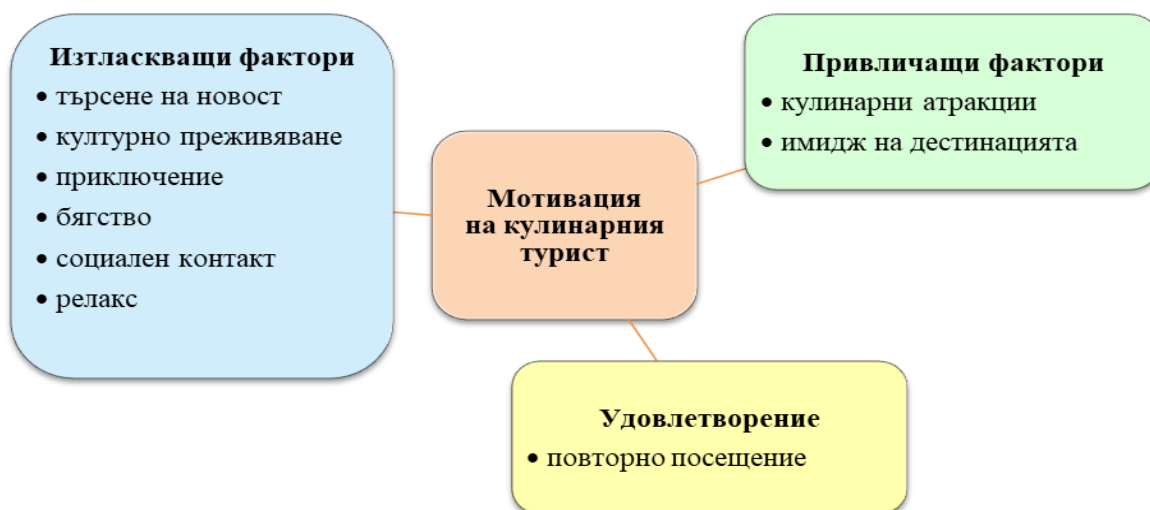 Изтласкващи фактори
• търсене на новост
• културно преживяване
• приключение
• бягство
• социален контакт
• релакс
Привличащи фактори
• кулинарни атракции
• имидж на дестинацията
Мотивация
на кулинарния
турист
Удовлетворение
• повторно посещение